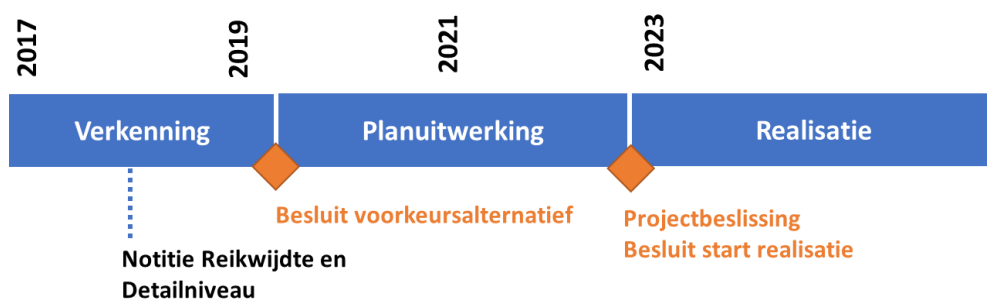 2017
2019
2021
2023
Verkenning
Planuitwerking
Realisatie
Besluit voorkeursalternatief
Projectbeslissing
Besluit start realisatie
Notitie Reikwijdte en
Detailniveau